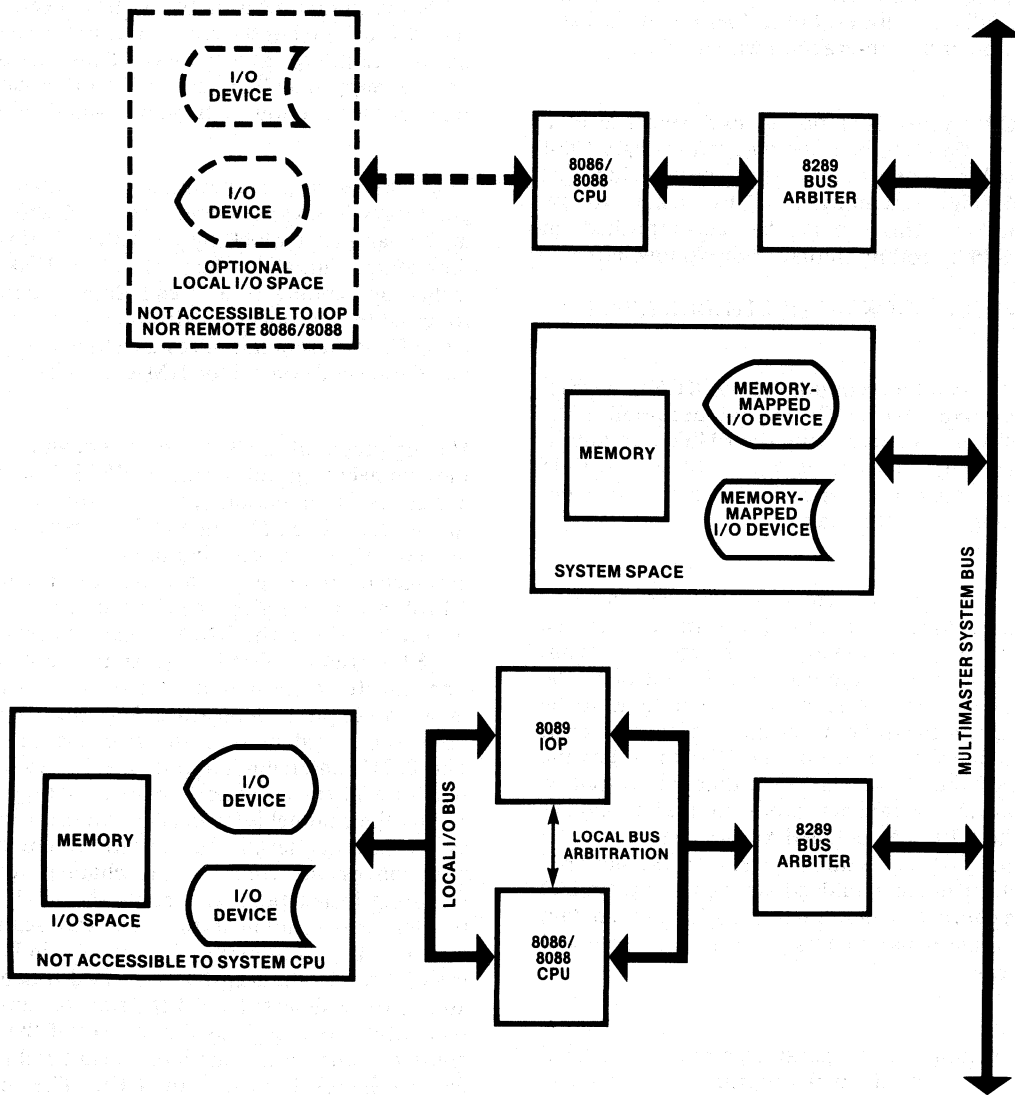 I/O
DEVICE
I/O
DEVICE
OPTIONAL
LOCAL I/O SPACE
NOT ACCESSIBLE TO IOP
NOR REMOTE 8086/8088
8086/
8088
CPU
8289
BUS
ARBITER
MEMORY
MEMORY-
MAPPED
I/O DEVICE
MEMORY-
MAPPED
I/O DEVICE
SYSTEM SPACE
MULTIMASTER SYSTEM BUS
MEMORY
I/O SPACE
I/O
DEVICE
I/O
DEVICE
NOT ACCESSIBLE TO SYSTEM CPU
LOCAL I/O BUS
8089
IOP
LOCAL BUS
ARBITRATION
8086/
8088
CPU
8289
BUS
ARBITER